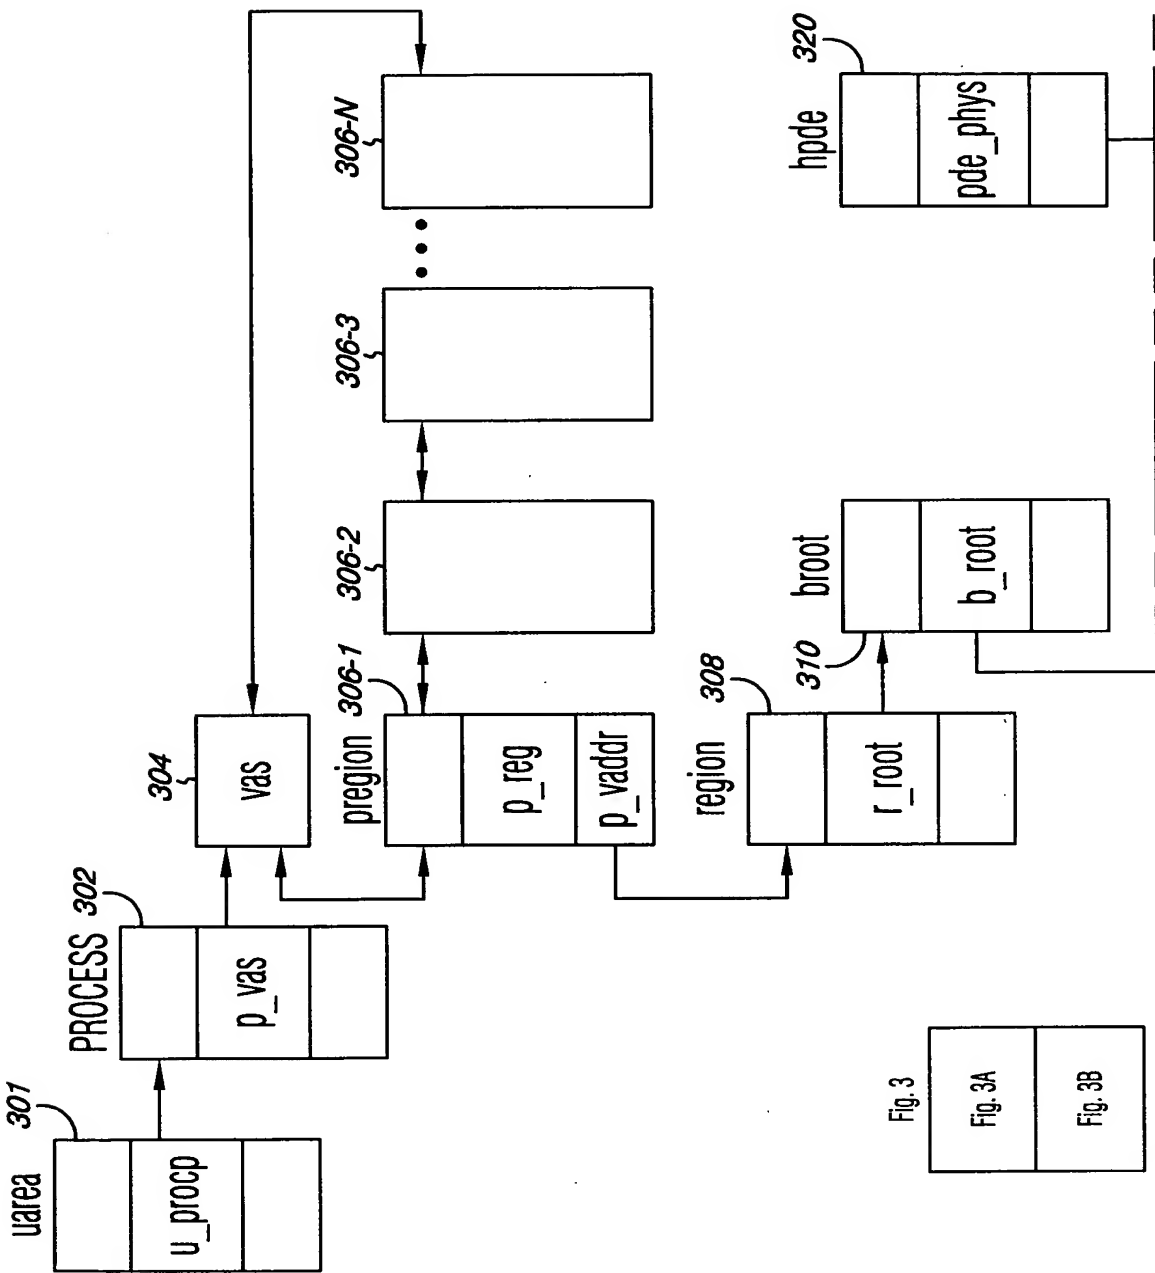 uarea
301
u_procp
PROCESS
302
p_vas
304
vas
pregion
306-1
p_reg
p_vaddr
306-2
306-3
306-N
region
308
r_root
broot
310
b_root
hpde
320
pde_phys
Fig. 3
Fig. 3A
Fig. 3B